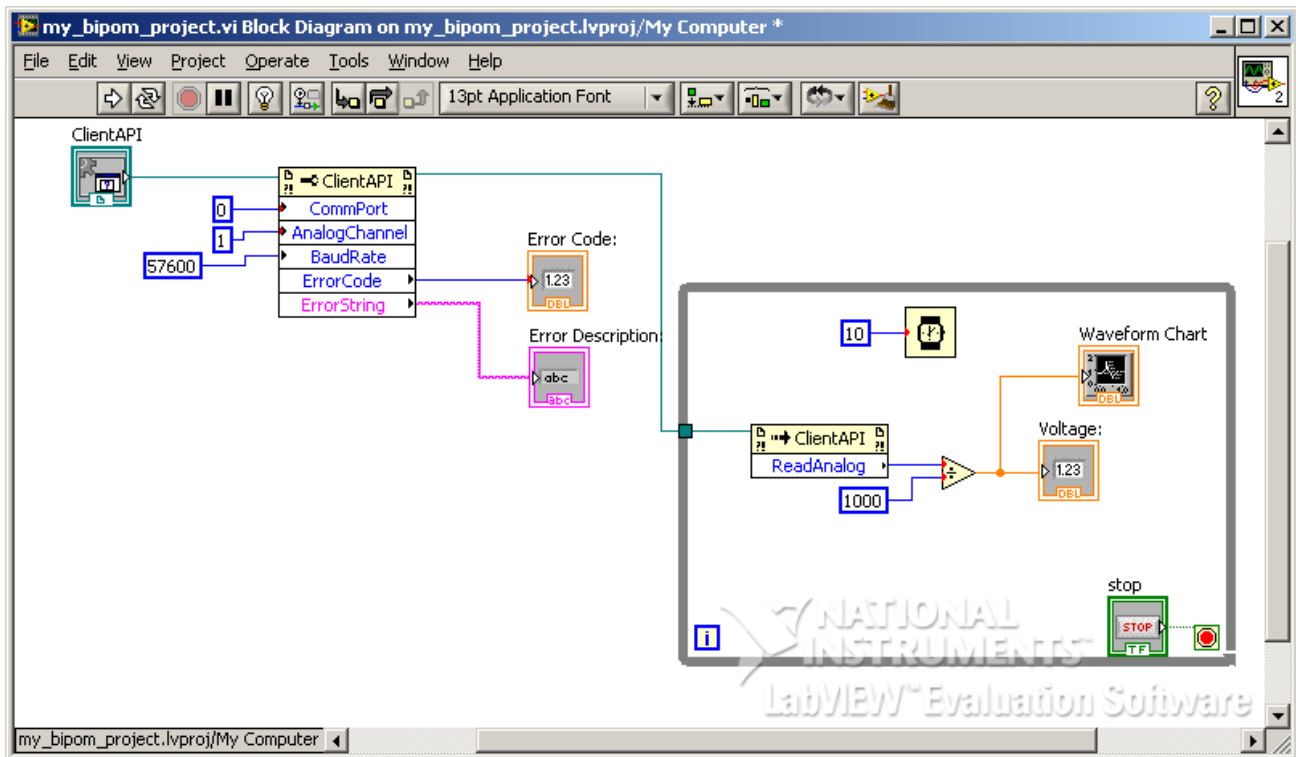 my_bipom_project.vi Block Diagram on my_bipom_project.lvproj/My Computer *
File Edit View Project Operate Tools Window Help
13pt Application Font
2
ClientAPI
ClientAPI
0
CommPort
1
AnalogChannel
57600
BaudRate
ErrorCode
ErrorString
Error Code:
1.23
DBL
Error Description:
abc
abc
10
Waveform Chart
DBL
ClientAPI
ReadAnalog
1000
Voltage:
1.23
DBL
stop
STOP
TF
i
NATIONAL
INSTRUMENTS™
LabVIEW™ Evaluation Software
my_bipom_project.lvproj/My Computer